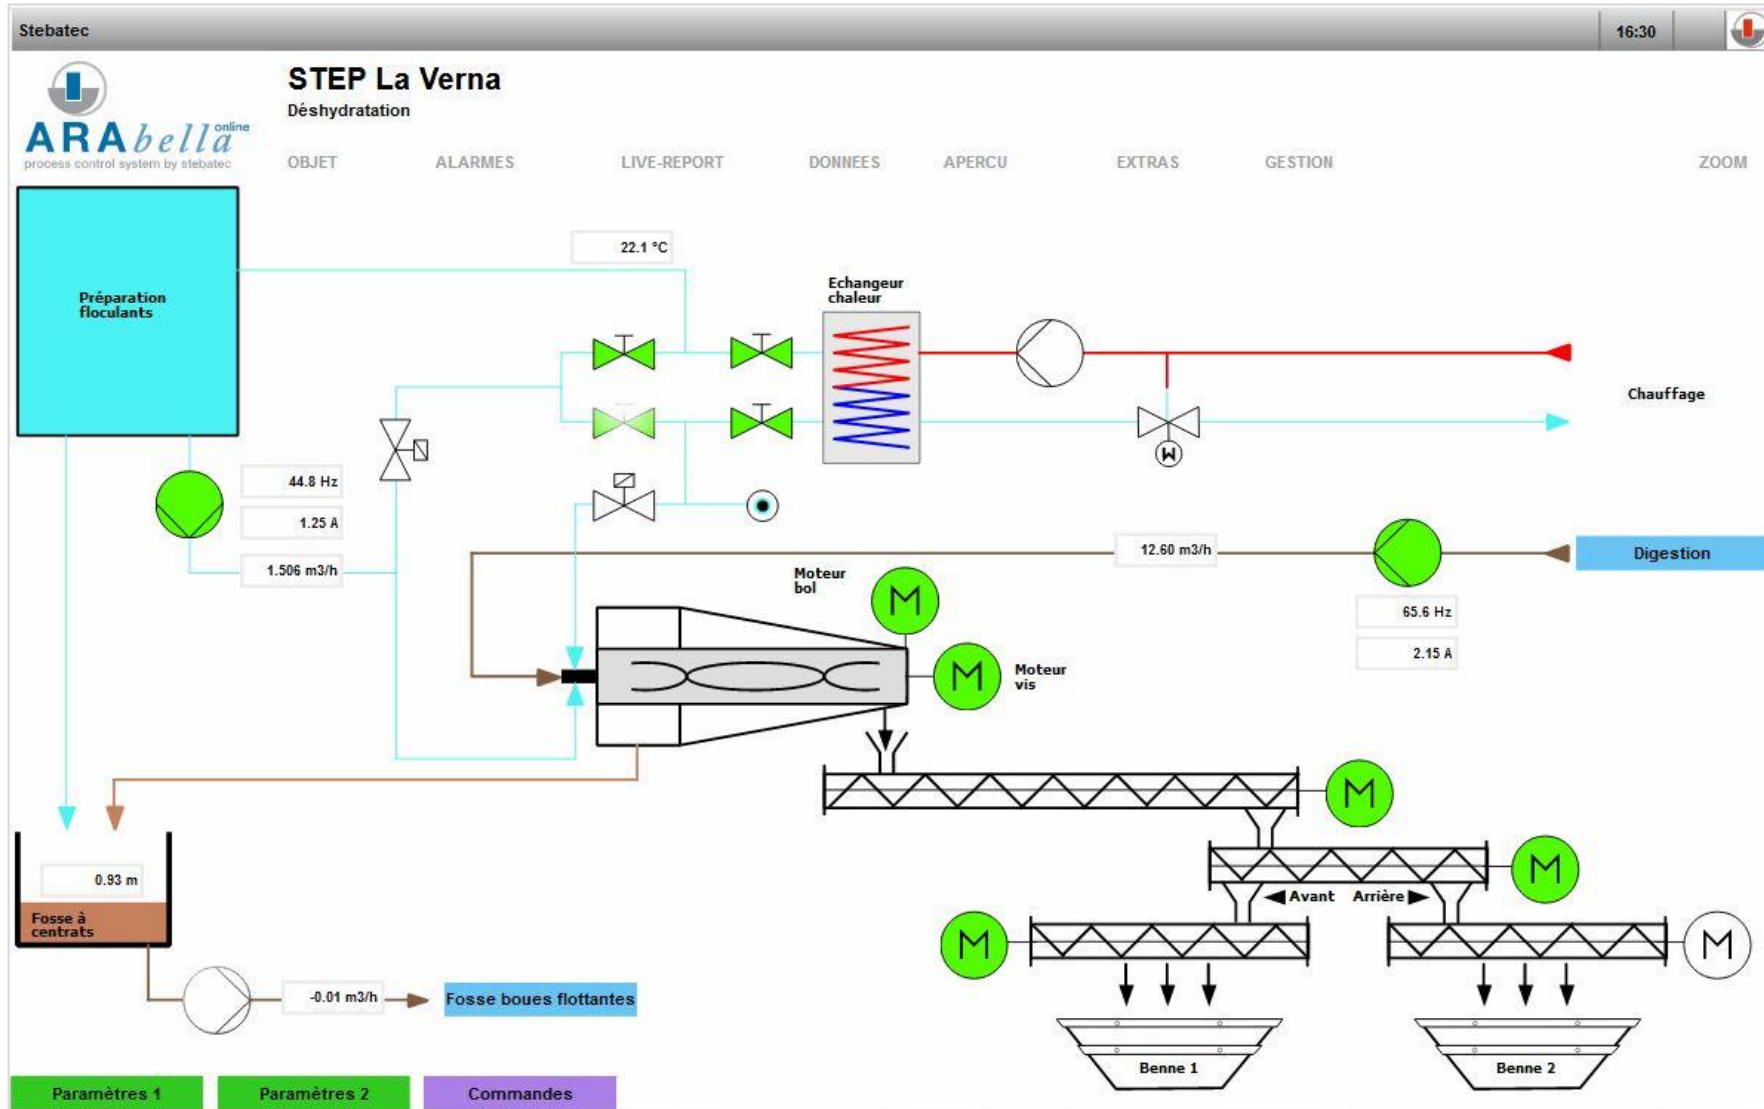 Stebatec
16:30
STEP La Verna
Déshydratation
ARAbella online
process control system by stebatec
OBJET
ALARMES
LIVE-REPORT
DONNEES
APERCU
EXTRAS
GESTION
ZOOM
22.1 °C
Préparation
floculants
Echangeur
chaleur
Chauffage
W
44.8 Hz
1.25 A
1.506 m3/h
12.60 m3/h
Digestion
65.6 Hz
2.15 A
Moteur
bol
M
M
Moteur
vis
M
M
Avant
Arrière
M
M
0.93 m
Fosse à
centrats
-0.01 m3/h
Fosse boues flottantes
Benne 1
Benne 2
Paramètres 1
Paramètres 2
Commandes